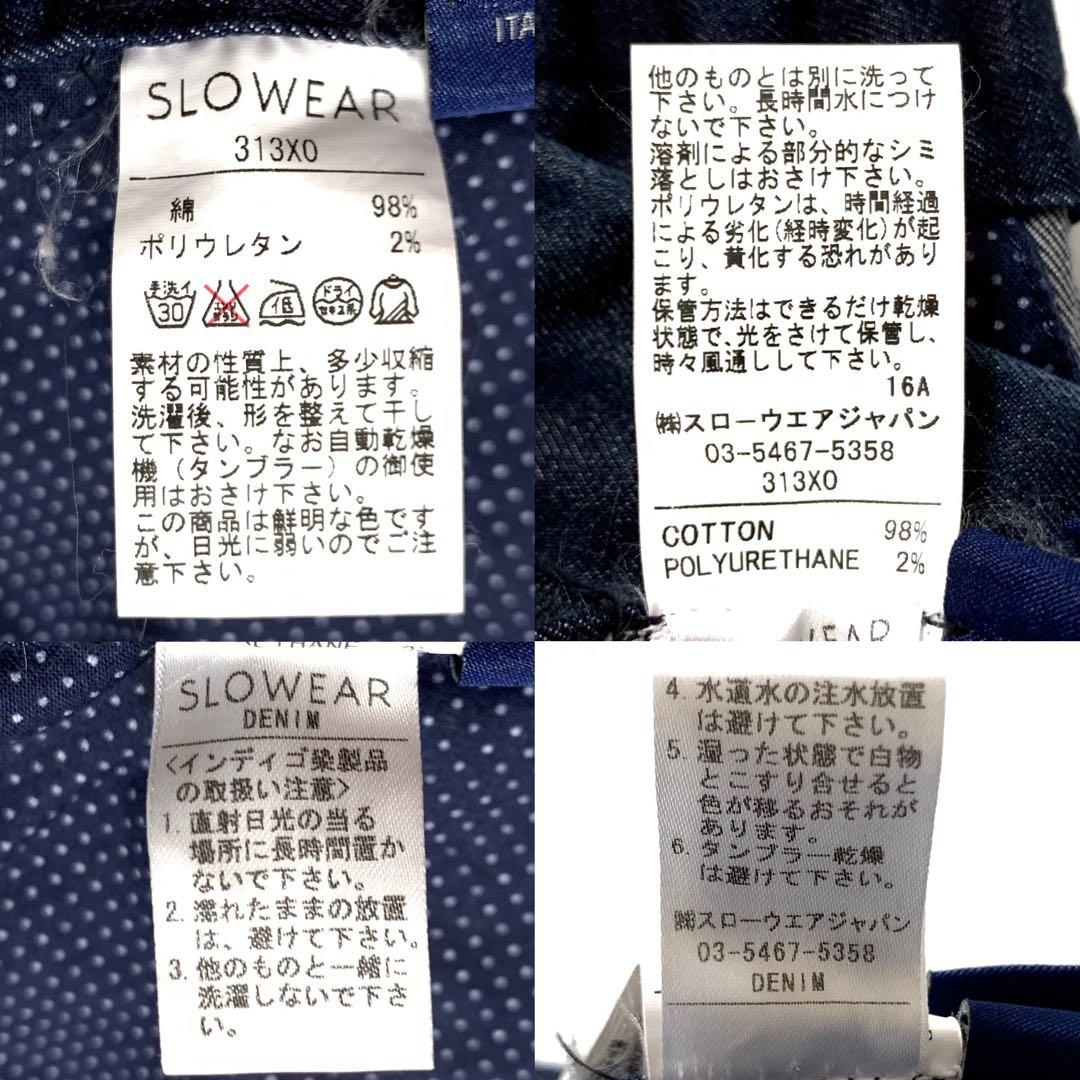 SLOWEAR
313XO
綿 98%
ポリウレタン 2%
手洗イ 30
低
ドライ
セキユ系
素材の性質上、多少収縮
する可能性があります。
洗濯後、形を整えて干し
て下さい。なお自動乾燥
機（タンブラー）の御使
用はおさけ下さい。
この商品は鮮明な色です
が、日光に弱いのでご注
意下さい。
ITA
他のものとは別に洗って
下さい。長時間水につけ
ないで下さい。
溶剤による部分的なシミ
落としはおさけ下さい。
ポリウレタンは、時間経過
による劣化(経時変化)が起
こり、黄化する恐れがあり
ます。
保管方法はできるだけ乾燥
状態で、光をさけて保管し、
時々風通しして下さい。
16A
㈱スローウエアジャパン
03-5467-5358
313XO
COTTON 98%
POLYURETHANE 2%
OWEAR
ETHANE
SLOWEAR
DENIM
<インディゴ染製品
の取扱い注意>
1. 直射日光の当る
場所に長時間置か
ないで下さい。
2. 濡れたままの放置
は、避けて下さい。
3. 他のものと一緒に
洗濯しないで下さ
い。
4. 水道水の注水放置
は避けて下さい。
5. 湿った状態で白物
とこすり合せると
色が移るおそれが
あります。
6. タンブラー乾燥
は避けて下さい。
㈱スローウエアジャパン
03-5467-5358
DENIM